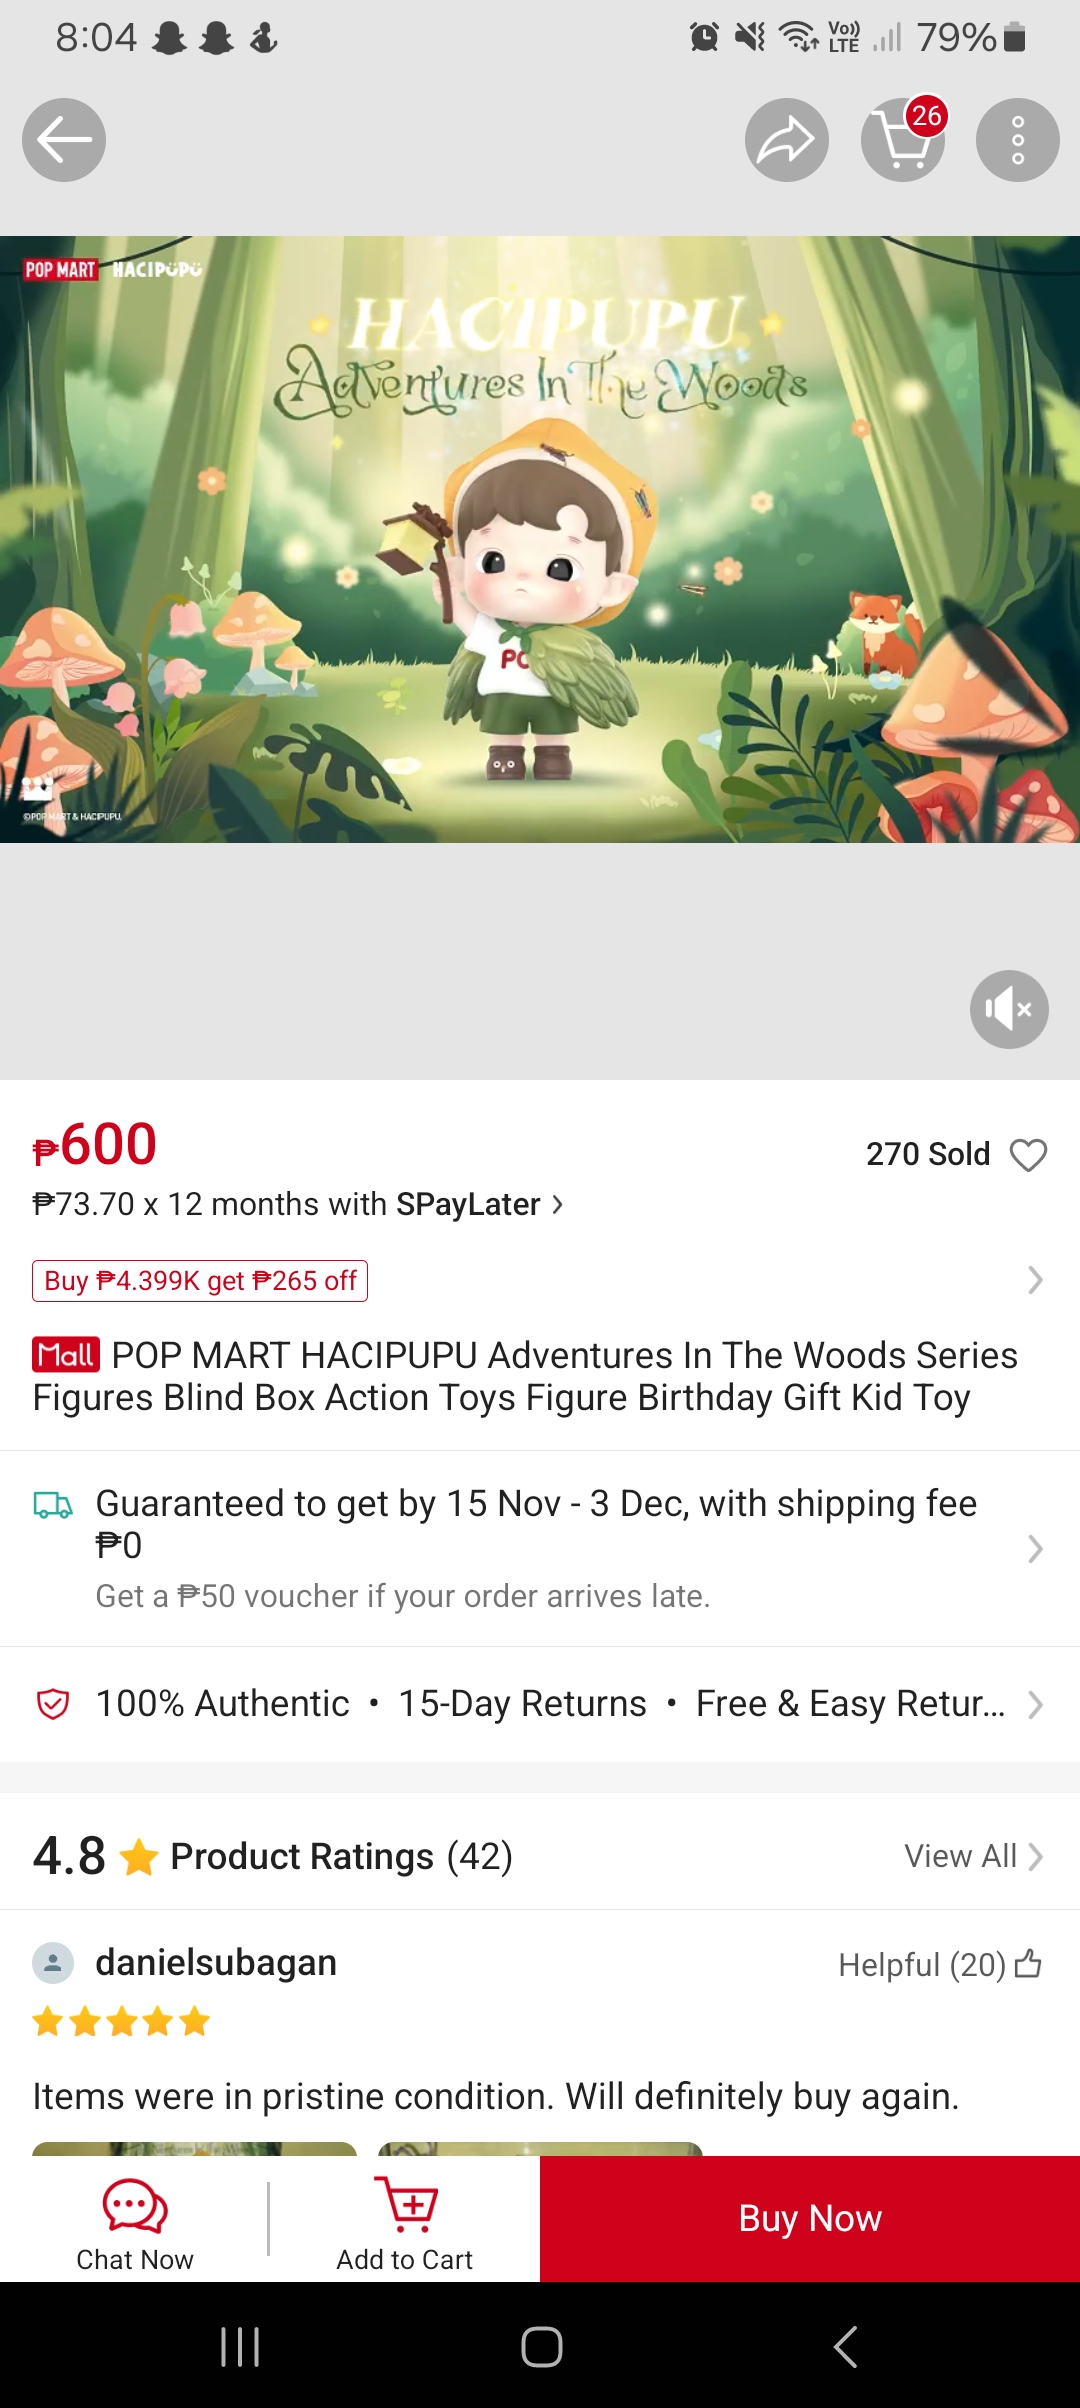 8:04
Vo))
LTE
79%
26
POP MART HACIPUPU
HACIPUPU
Adventures In The Woods
PO
©POP MART & HACIPUPU.
₱600
270 Sold
₱73.70 x 12 months with SPayLater
Buy ₱4.399K get ₱265 off
Mall POP MART HACIPUPU Adventures In The Woods Series
Figures Blind Box Action Toys Figure Birthday Gift Kid Toy
Guaranteed to get by 15 Nov - 3 Dec, with shipping fee
₱0
Get a ₱50 voucher if your order arrives late.
100% Authentic • 15-Day Returns • Free & Easy Retur...
4.8 Product Ratings (42)
View All
danielsubagan
Helpful (20)
Items were in pristine condition. Will definitely buy again.
Chat Now
Add to Cart
Buy Now